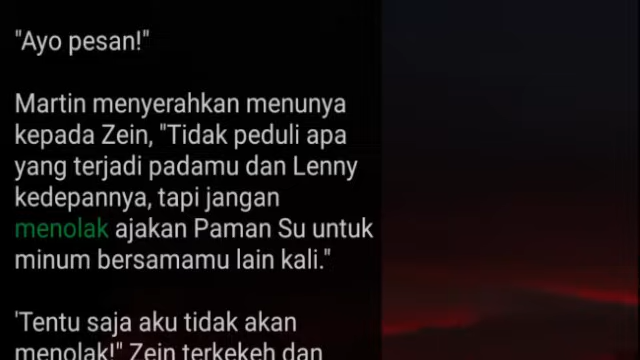 "Ayo pesan!"
Martin menyerahkan menunya
kepada Zein, "Tidak peduli apa
yang terjadi padamu dan Lenny
kedepannya, tapi jangan
menolak ajakan Paman Su untuk
minum bersamamu lain kali."
'Tentu saja aku tidak akan
menolak!" Zein terkekeh dan